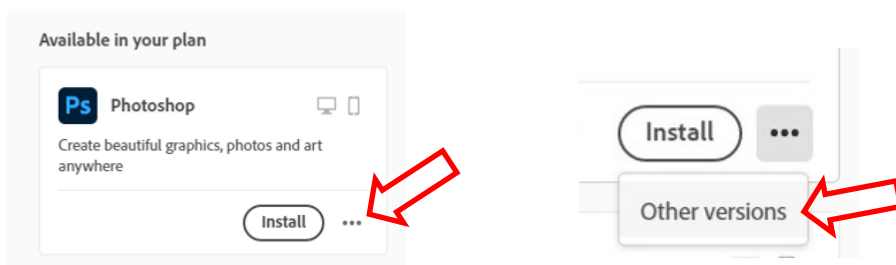 Available in your plan
Ps Photoshop
Create beautiful graphics, photos and art
anywhere
Install
Install
Other versions